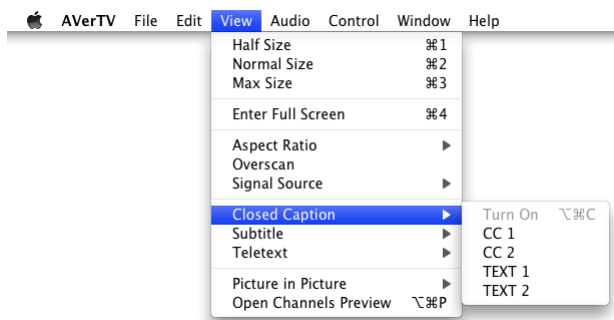 AVerTV File Edit View Audio Control Window Help
Half Size ⌘1
Normal Size ⌘2
Max Size ⌘3
Enter Full Screen ⌘4
Aspect Ratio
Overscan
Signal Source
Closed Caption
Subtitle
Teletext
Picture in Picture
Open Channels Preview ⌥⌘P
Turn On ⌥⌘C
CC 1
CC 2
TEXT 1
TEXT 2